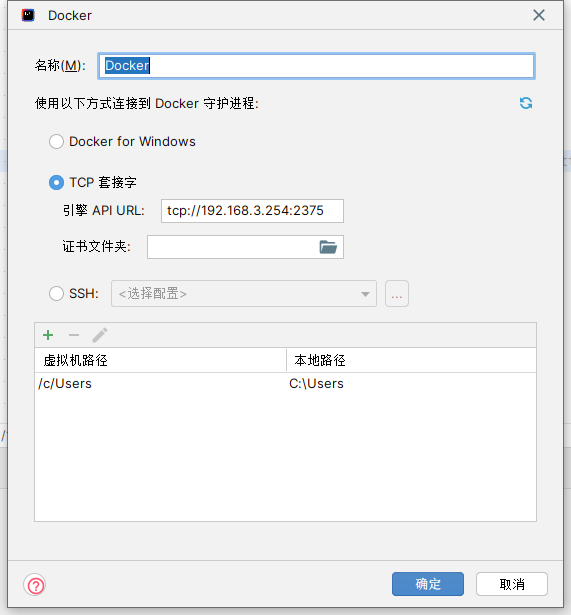 Docker
名称(M): Docker
使用以下方式连接到 Docker 守护进程:
Docker for Windows
TCP 套接字
引擎 API URL: tcp://192.168.3.254:2375
证书文件夹:
SSH: <选择配置> ...
虚拟机路径 本地路径
/c/Users C:\Users
? 确定 取消